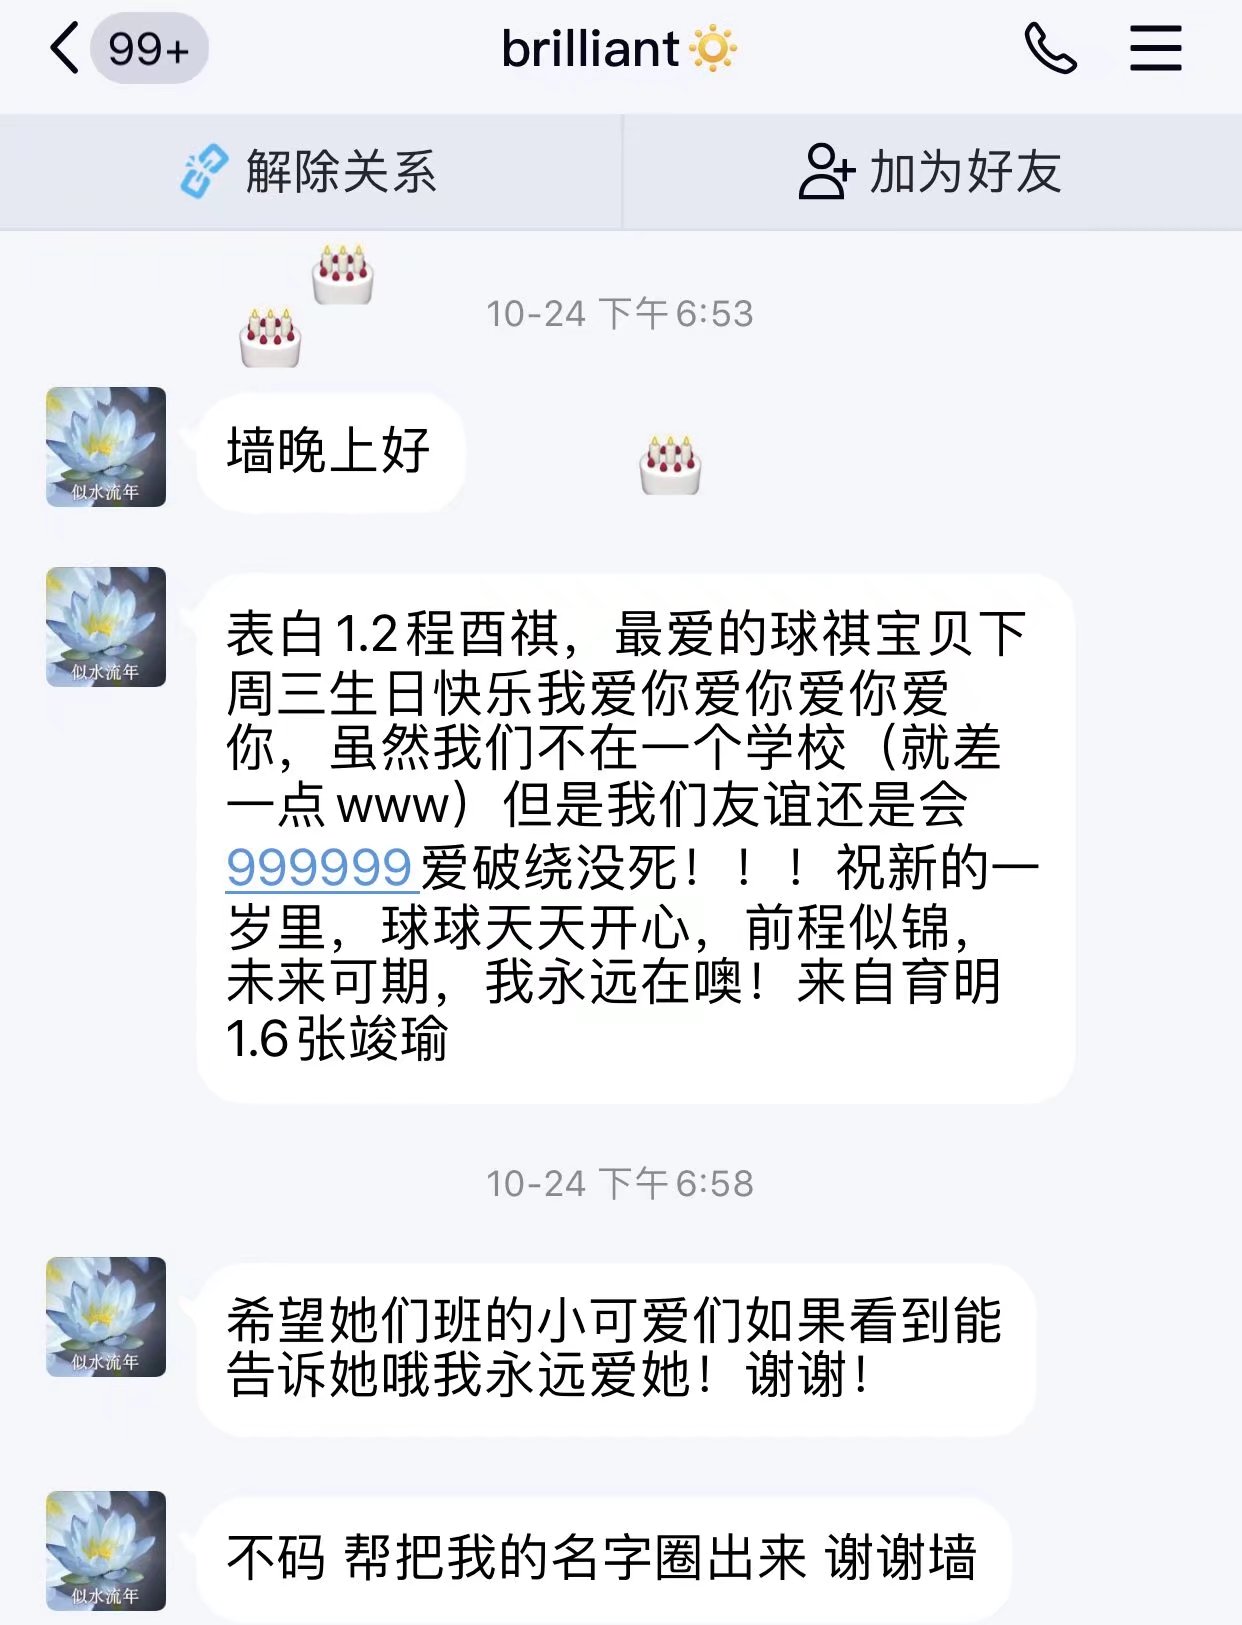 99+
brilliant
解除关系
加为好友
10-24 下午6:53
似水流年
墙晚上好
似水流年
表白1.2程酉祺，最爱的球祺宝贝下
周三生日快乐我爱你爱你爱你爱
你，虽然我们不在一个学校（就差
一点www）但是我们友谊还是会
999999爱破绕没死！！！祝新的一
岁里，球球天天开心，前程似锦，
未来可期，我永远在噢！来自育明
1.6张竣瑜
10-24 下午6:58
似水流年
希望她们班的小可爱们如果看到能
告诉她哦我永远爱她！谢谢！
似水流年
不码 帮把我的名字圈出来 谢谢墙